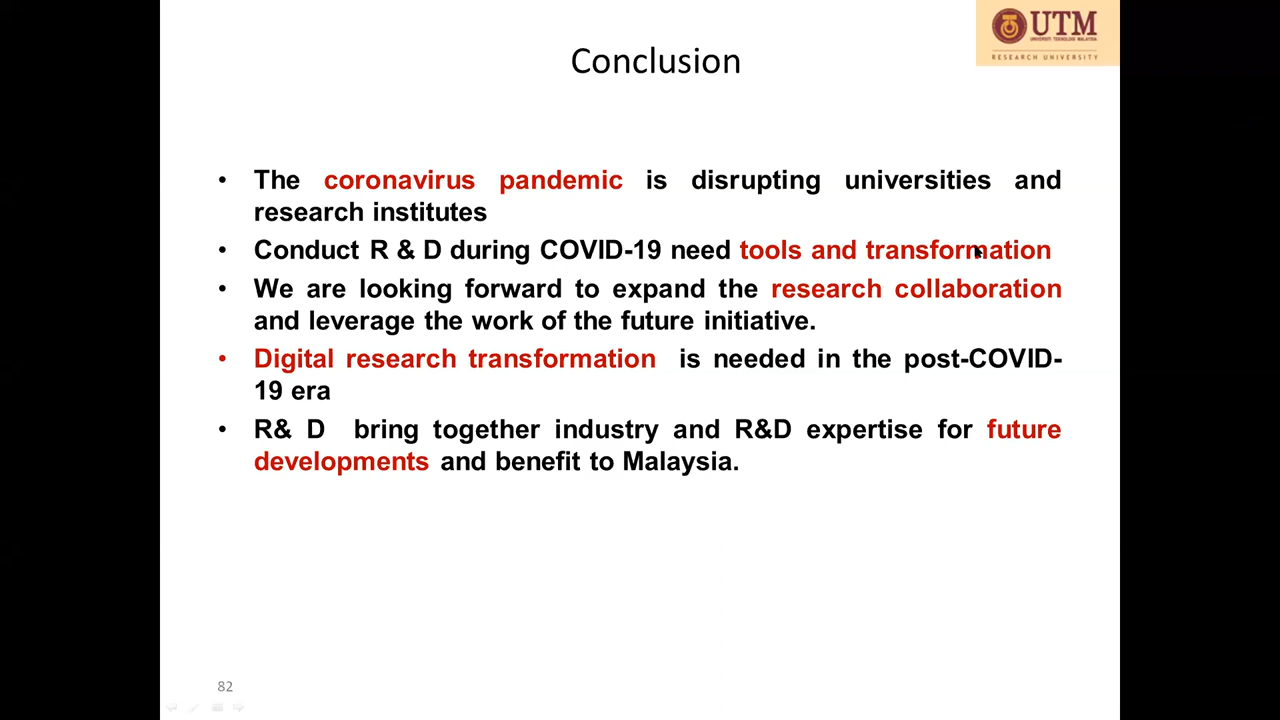 UTM
UNIVERSITI TEKNOLOGI MALAYSIA
RESEARCH UNIVERSITY
Conclusion
• The coronavirus pandemic is disrupting universities and
research institutes
• Conduct R & D during COVID-19 need tools and transformation
• We are looking forward to expand the research collaboration
and leverage the work of the future initiative.
• Digital research transformation is needed in the post-COVID-
19 era
• R& D bring together industry and R&D expertise for future
developments and benefit to Malaysia.
82